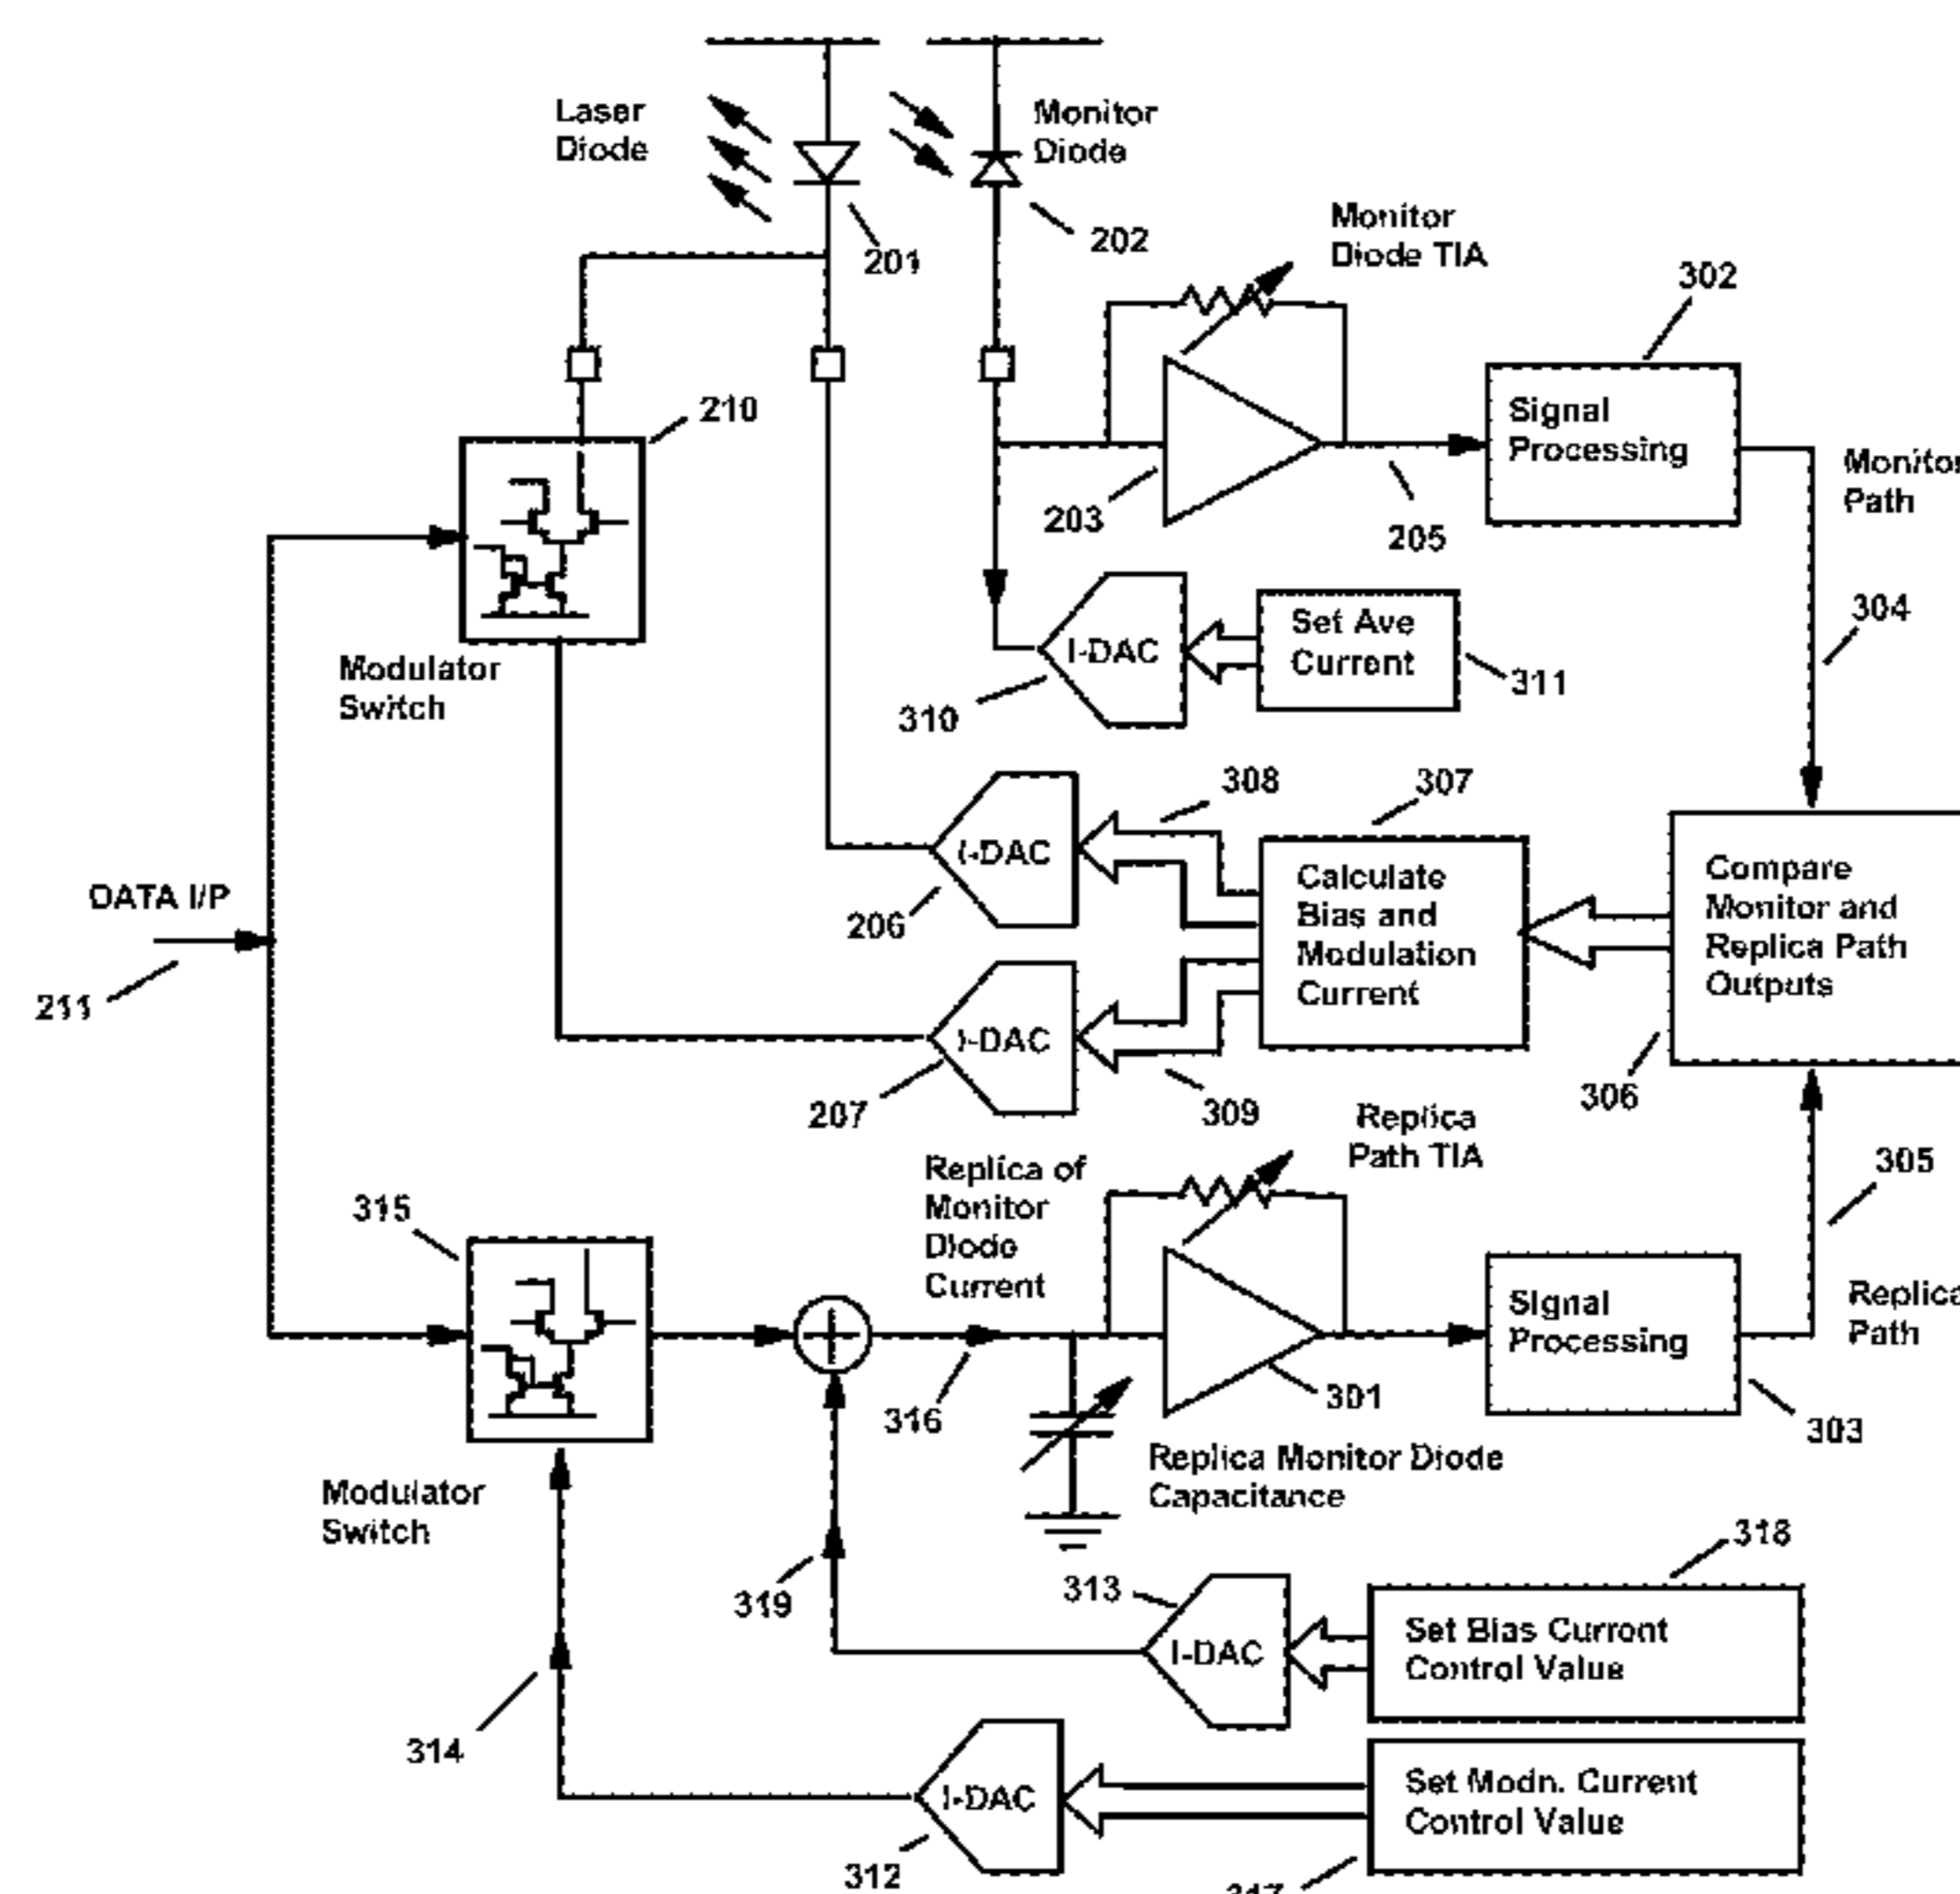 Laser
Diode
Monitor
Diode
201
202
Monitor
Diode TIA
302
210
Signal
Processing
Monitor
Path
203
205
Modulator
Switch
I-DAC
Set Ave
Current
304
310
311
308
307
I-DAC
Calculate
Bias and
Modulation
Current
Compare
Monitor and
Replica Path
Outputs
DATA I/P
206
211
I-DAC
207
309
306
Replica
Path TIA
Replica of
Monitor
Diode
Current
305
315
Signal
Processing
Replica
Path
316
301
303
Replica Monitor Diode
Capacitance
Modulator
Switch
318
319
313
I-DAC
Set Bias Current
Control Value
314
I-DAC
Set Modn. Current
Control Value
312
317